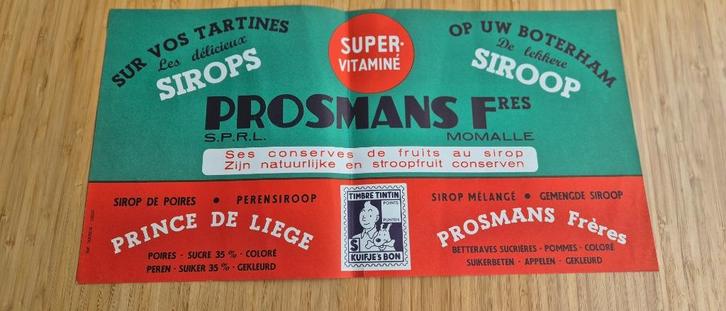 SUR VOS TARTINES
Les délicieux
SIROPS
SUPER-
VITAMINÉ
OP UW BOTERHAM
De lekkere
SIROOP
PROSMANS FRES
S.P.R.L. MOMALLE
Ses conserves de fruits au sirop
Zijn natuurlijke en stroopfruit conserven
SIROP DE POIRES • PERENSIROOP
PRINCE DE LIEGE
POIRES - SUCRE 35 % - COLORÉ
PEREN - SUIKER 35 % - GEKLEURD
TIMBRE TINTIN
POINTS
PUNTEN
KUIFJE'S BON
SIROP MÉLANGÉ • GEMENGDE SIROOP
PROSMANS Frères
BETTERAVES SUCRIÈRES - POMMES - COLORÉ
SUIKERBETEN - APPELEN - GEKLEURD